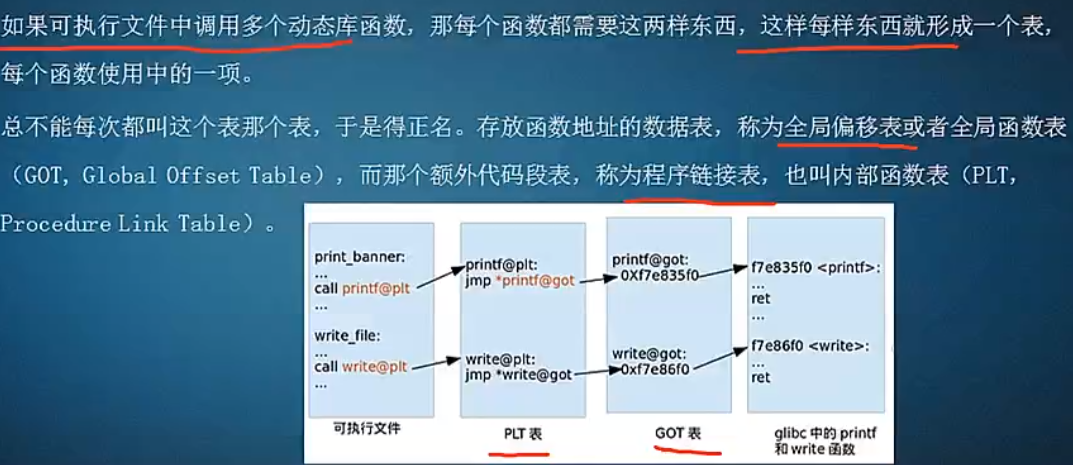 如果可执行文件中调用多个动态库函数，那每个函数都需要这两样东西，这样每样东西就形成一个表，
每个函数使用中的一项。
总不能每次都叫这个表那个表，于是得正名。存放函数地址的数据表，称为全局偏移表或者全局函数表
（GOT, Global Offset Table），而那个额外代码段表，称为程序链接表，也叫内部函数表（PLT，
Procedure Link Table）。
print_banner:
...
call printf@plt
...
write_file:
...
call write@plt
...
可执行文件
printf@plt:
jmp *printf@got
write@plt:
jmp *write@got
PLT 表
printf@got:
0Xf7e835f0
write@got:
0xf7e86f0
GOT 表
f7e835f0 <printf>:
...
ret
...
f7e86f0 <write>:
...
ret
glibc 中的 printf
和 write 函数